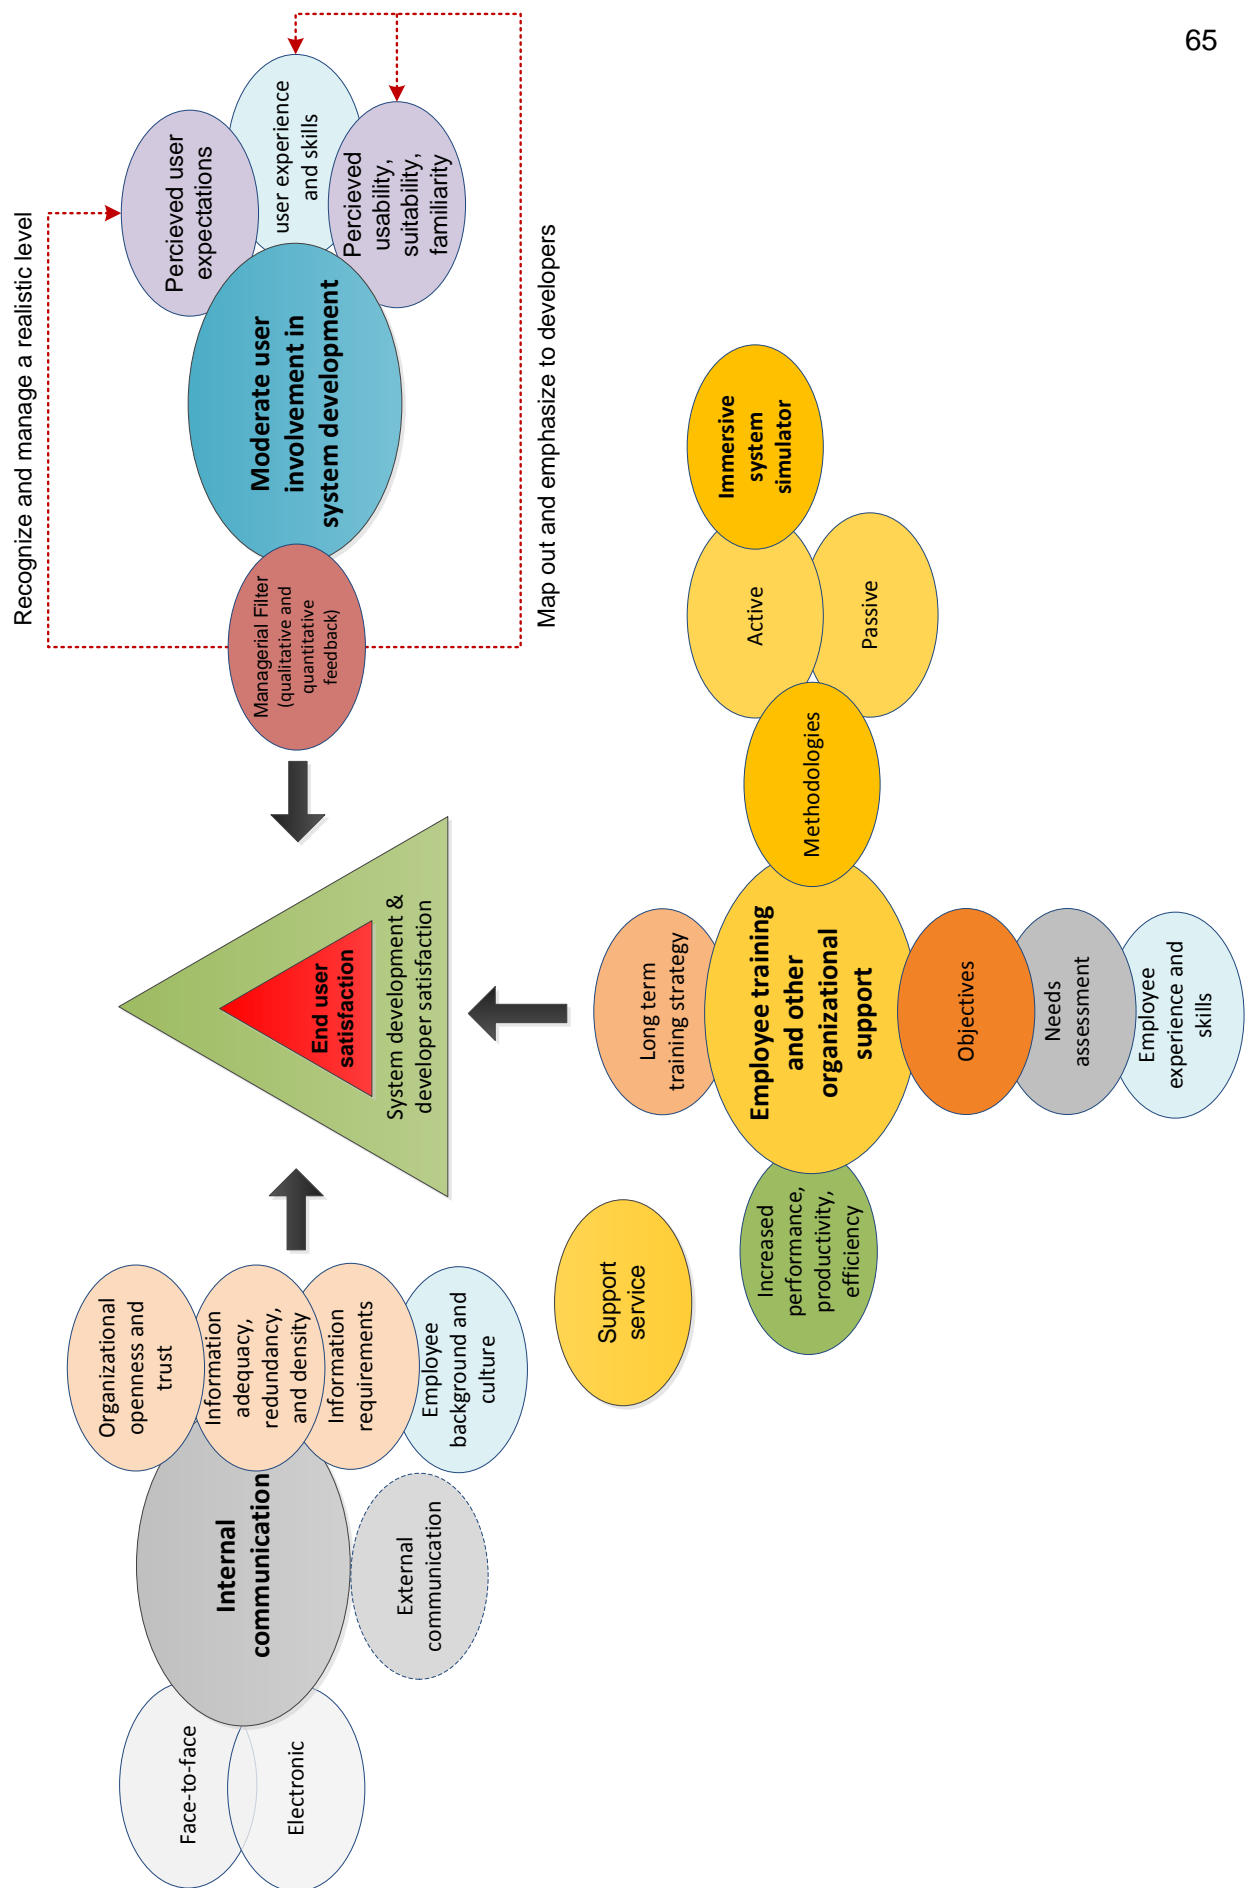 65
Face-to-face
Electronic
Internal
communication
External
communication
Organizational
openness and
trust
Information
adequacy,
redundancy,
and density
Information
requirements
Employee
background and
culture
Support
service
End user
satisfaction
System development &
developer satisfaction
Recognize and manage a realistic level
Managerial Filter
(qualitative and
quantitative
feedback)
Moderate user
involvement in
system development
Percieved user
expectations
user experience
and skills
Percieved
usability,
suitability,
familiarity
Map out and emphasize to developers
Long term
training strategy
Employee training
and other
organizational
support
Increased
performance,
productivity,
efficiency
Objectives
Needs
assessment
Employee
experience and
skills
Methodologies
Active
Passive
Immersive
system
simulator